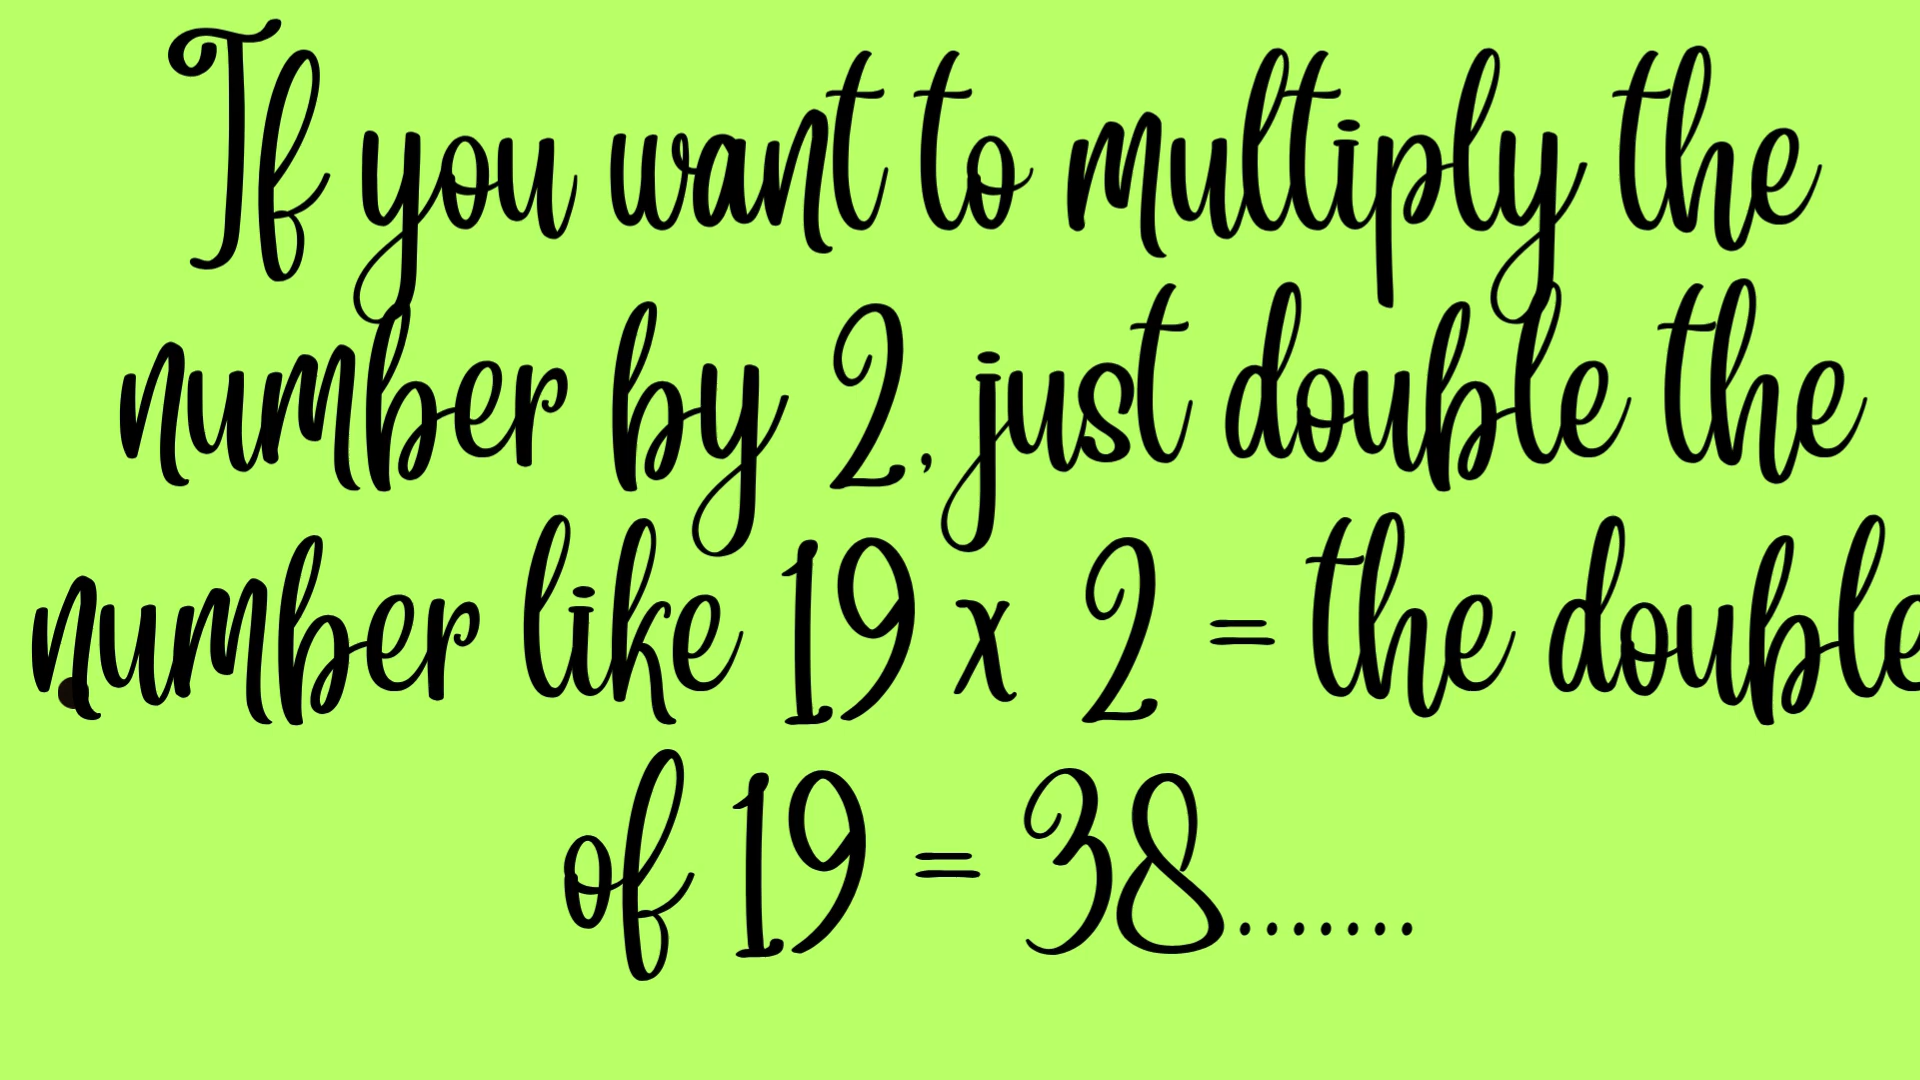 If you want to multiply the
number by 2, just double the
number like 19 x 2 = the double
of 19 = 38.......